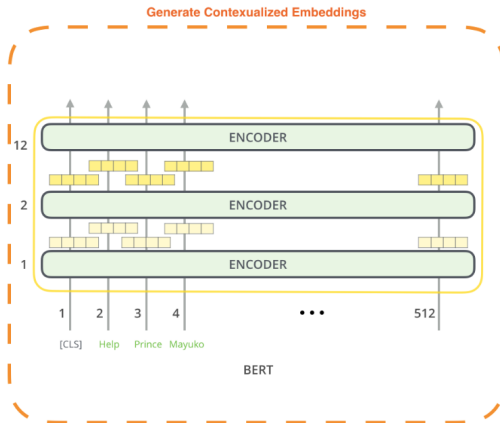 Generate Contexualized Embeddings
12 ENCODER
2 ENCODER
1 ENCODER
1 2 3 4 ••• 512
[CLS] Help Prince Mayuko
BERT